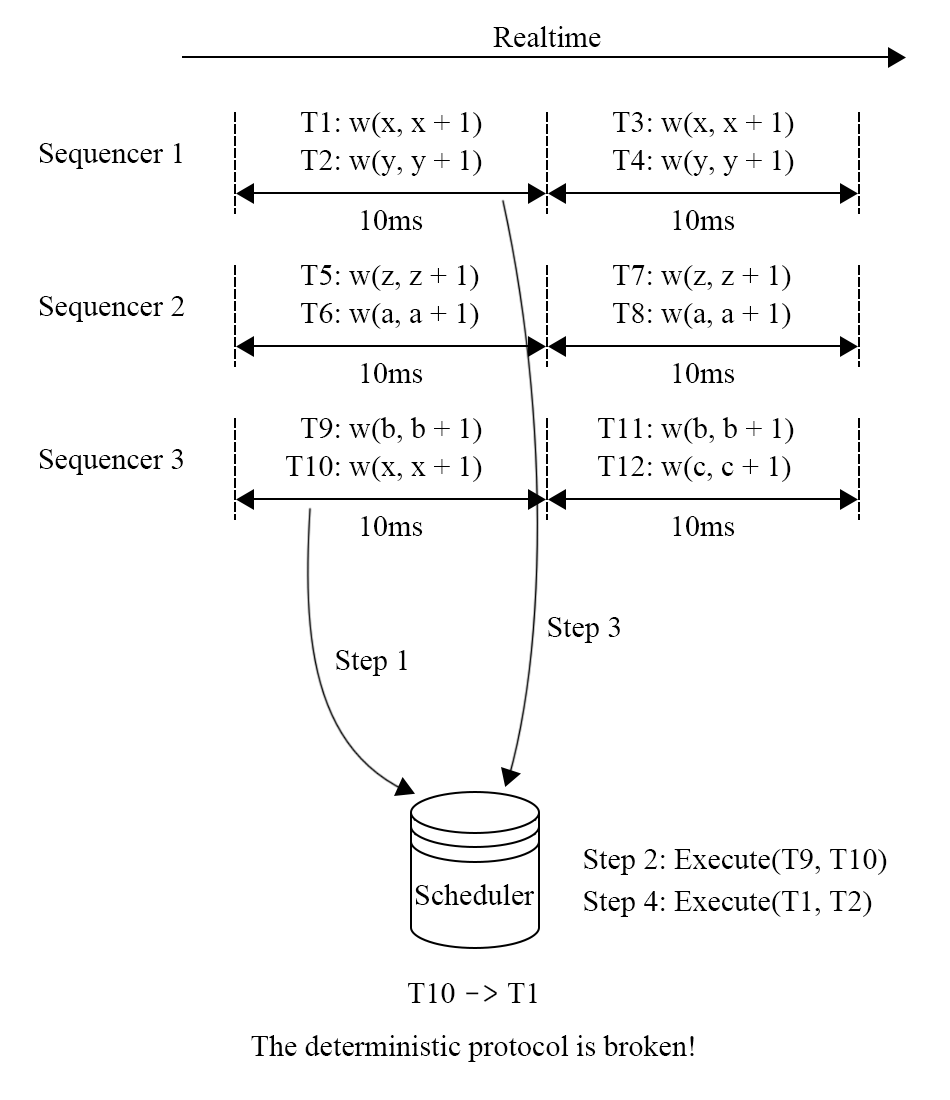 Realtime
Sequencer 1
T1: w(x, x + 1)
T2: w(y, y + 1)
10ms
T3: w(x, x + 1)
T4: w(y, y + 1)
10ms
Sequencer 2
T5: w(z, z + 1)
T6: w(a, a + 1)
10ms
T7: w(z, z + 1)
T8: w(a, a + 1)
10ms
Sequencer 3
T9: w(b, b + 1)
T10: w(x, x + 1)
10ms
T11: w(b, b + 1)
T12: w(c, c + 1)
10ms
Step 3
Step 1
Scheduler
Step 2: Execute(T9, T10)
Step 4: Execute(T1, T2)
T10 -> T1
The deterministic protocol is broken!